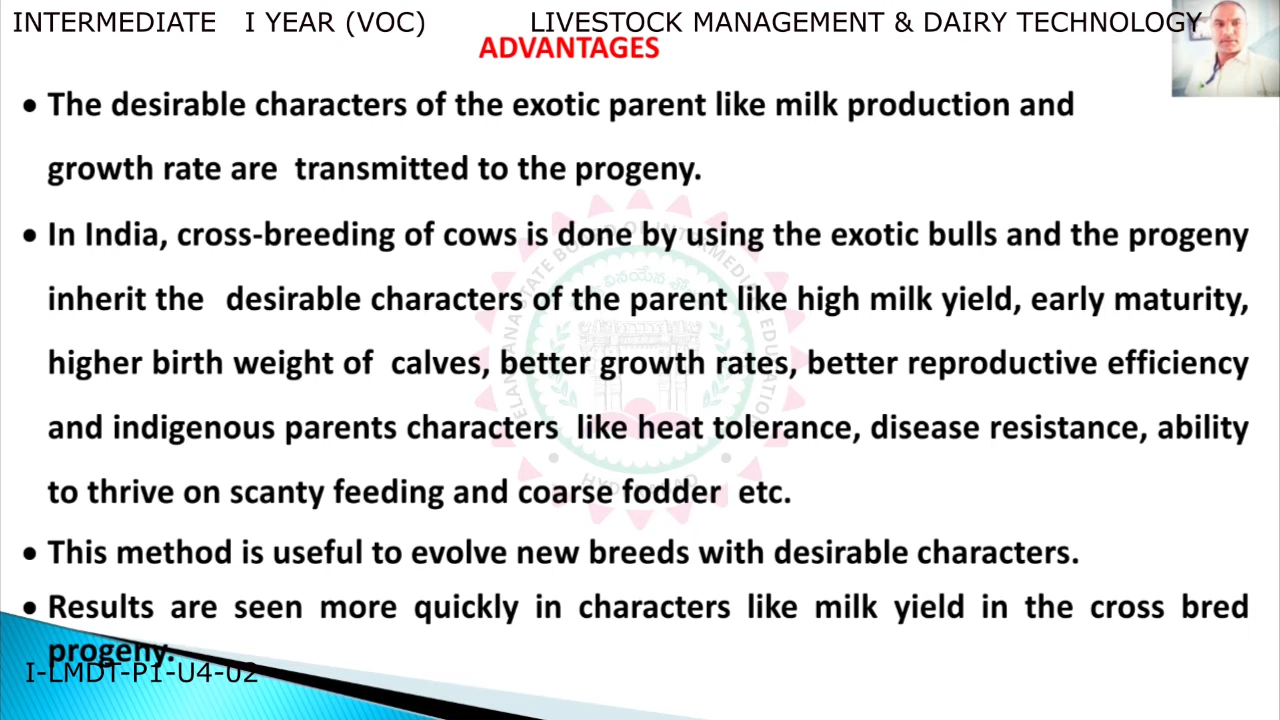 INTERMEDIATE I YEAR (VOC) LIVESTOCK MANAGEMENT & DAIRY TECHNOLOGY
ADVANTAGES
• The desirable characters of the exotic parent like milk production and
growth rate are transmitted to the progeny.
• In India, cross-breeding of cows is done by using the exotic bulls and the progeny
inherit the desirable characters of the parent like high milk yield, early maturity,
higher birth weight of calves, better growth rates, better reproductive efficiency
and indigenous parents characters like heat tolerance, disease resistance, ability
to thrive on scanty feeding and coarse fodder etc.
• This method is useful to evolve new breeds with desirable characters.
• Results are seen more quickly in characters like milk yield in the cross bred
progeny.
I-LMDT-P1-U4-02